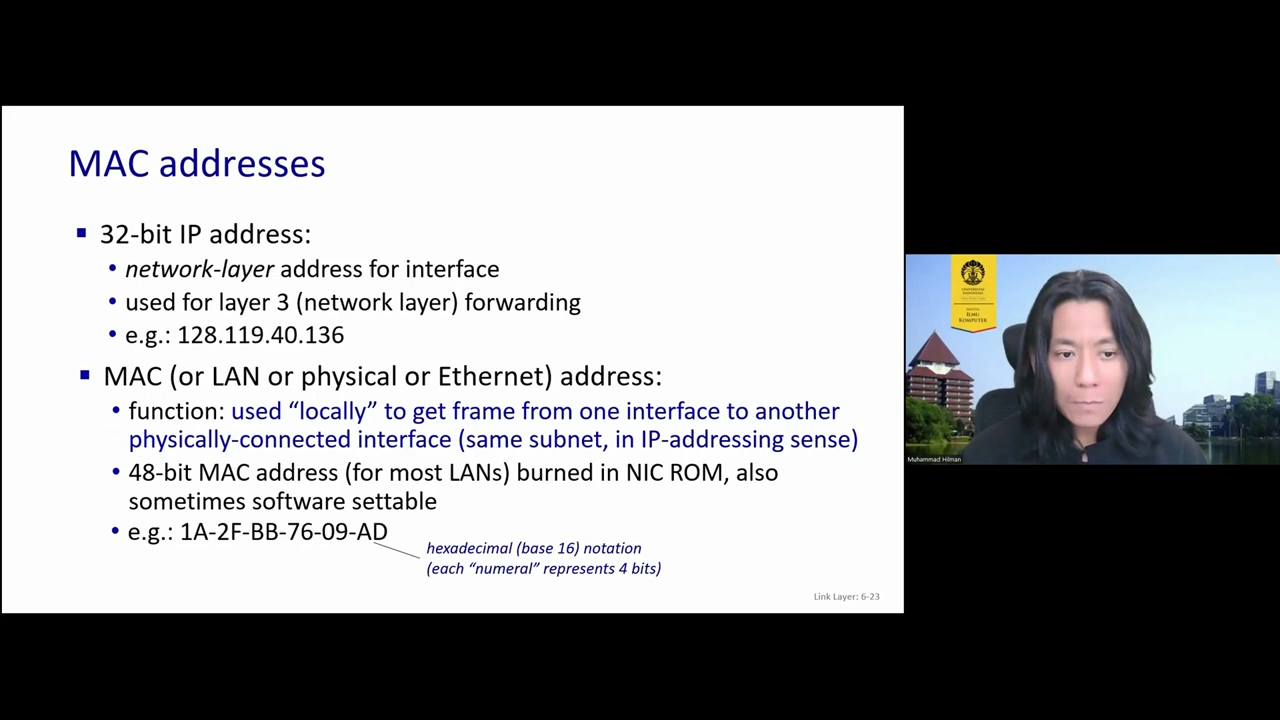 MAC addresses
▪ 32-bit IP address:
• network-layer address for interface
• used for layer 3 (network layer) forwarding
• e.g.: 128.119.40.136
▪ MAC (or LAN or physical or Ethernet) address:
• function: used “locally” to get frame from one interface to another
physically-connected interface (same subnet, in IP-addressing sense)
• 48-bit MAC address (for most LANs) burned in NIC ROM, also
sometimes software settable
• e.g.: 1A-2F-BB-76-09-AD
hexadecimal (base 16) notation
(each “numeral” represents 4 bits)
Link Layer: 6-23
UNIVERSITAS
INDONESIA
ILMU
KOMPUTER
Muhammad Hilman